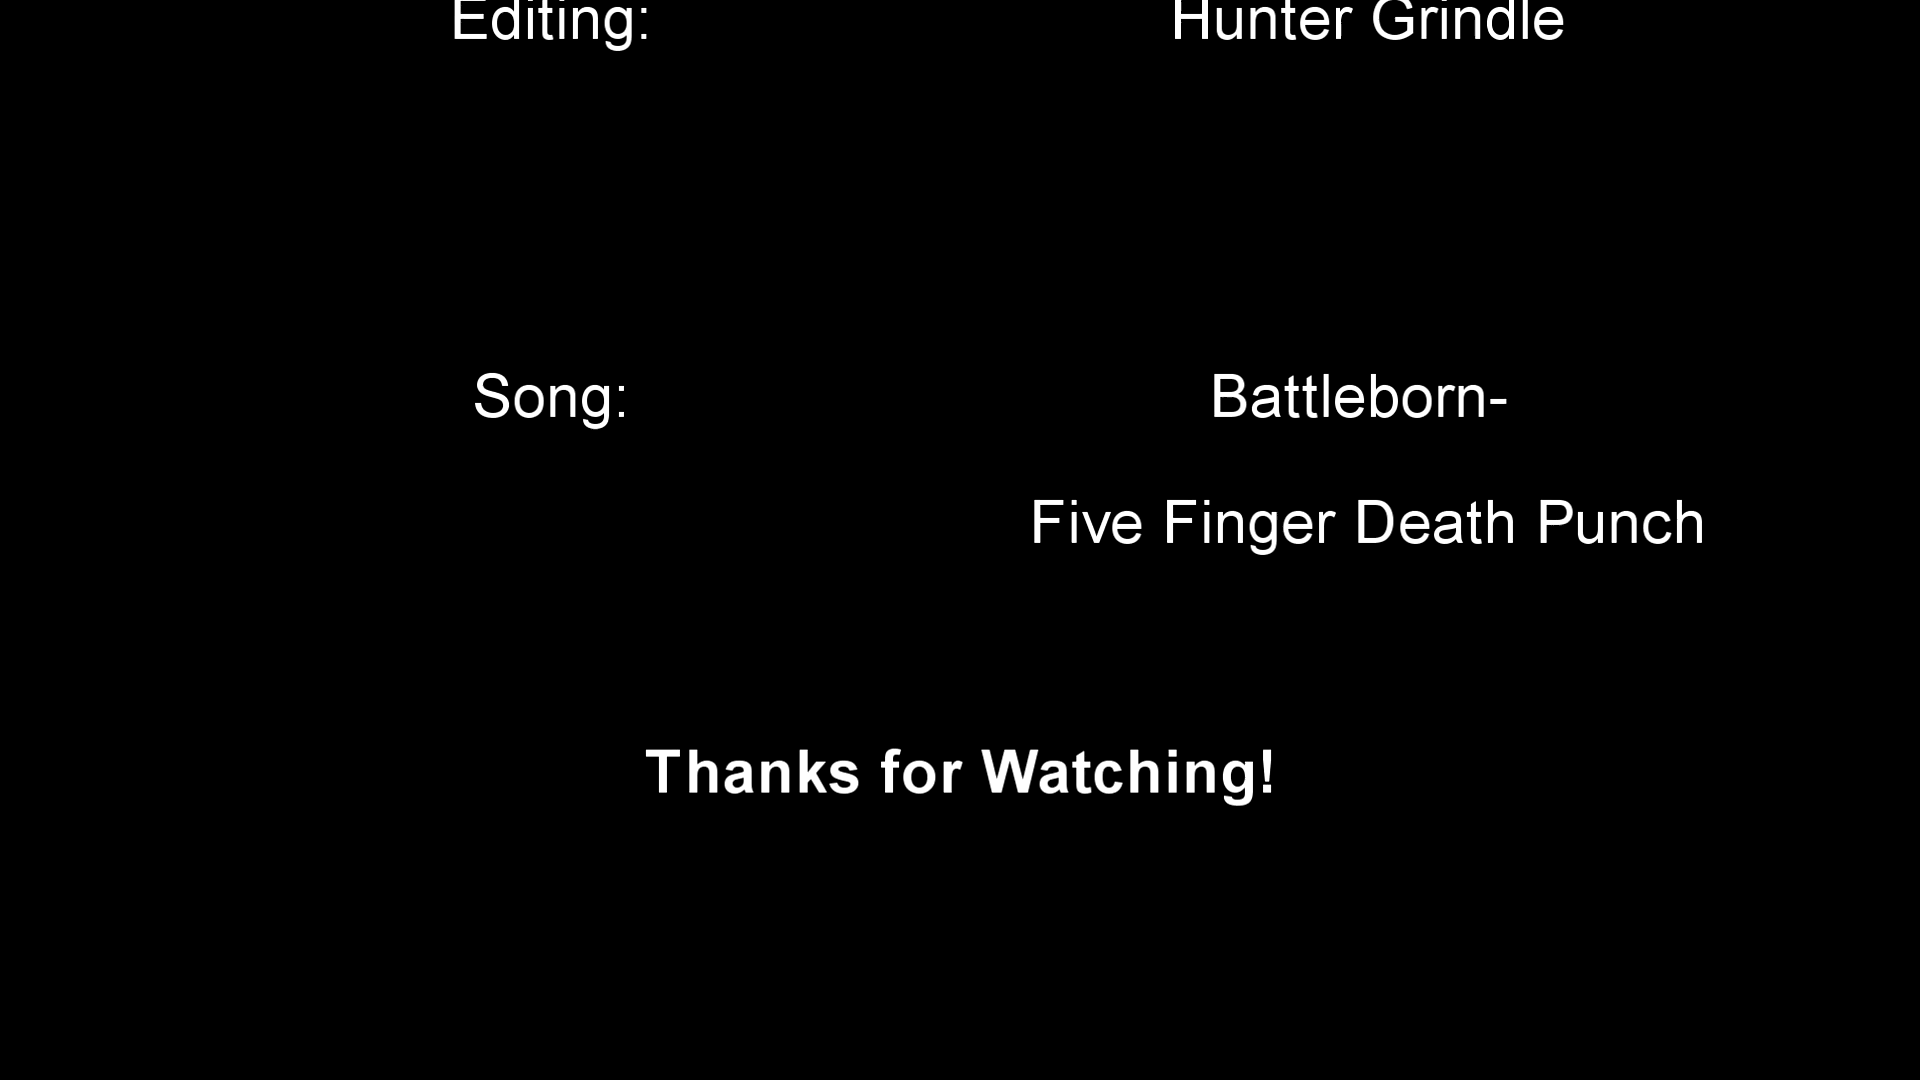 Editing: Hunter Grindle
Song: Battleborn-
Five Finger Death Punch
Thanks for Watching!